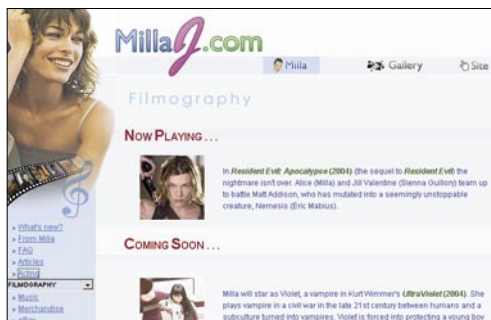 MillaJ.com
Milla
Gallery
Site
Filmography
NOW PLAYING...
In Resident Evil: Apocalypse (2004) (the sequel to Resident Evil) the
nightmare isn't over. Alice (Milla) and Jill Valentine (Sienna Guillory) team up
to battle Matt Addison, who has mutated into a seemingly unstoppable
creature, Nemesis (Eric Mabius).
» What's new?
» From Milla
» FAQ
» Articles
» Acting
FILMOGRAPHY
» Music
» Merchandise
COMING SOON...
Milla will star as Violet, a vampire in Kurt Wimmer's UltraViolet (2004). She
plays vampire in a civil war in the late 21st century between humans and a
subculture turned into vampires. Violet is forced into protecting a young boy